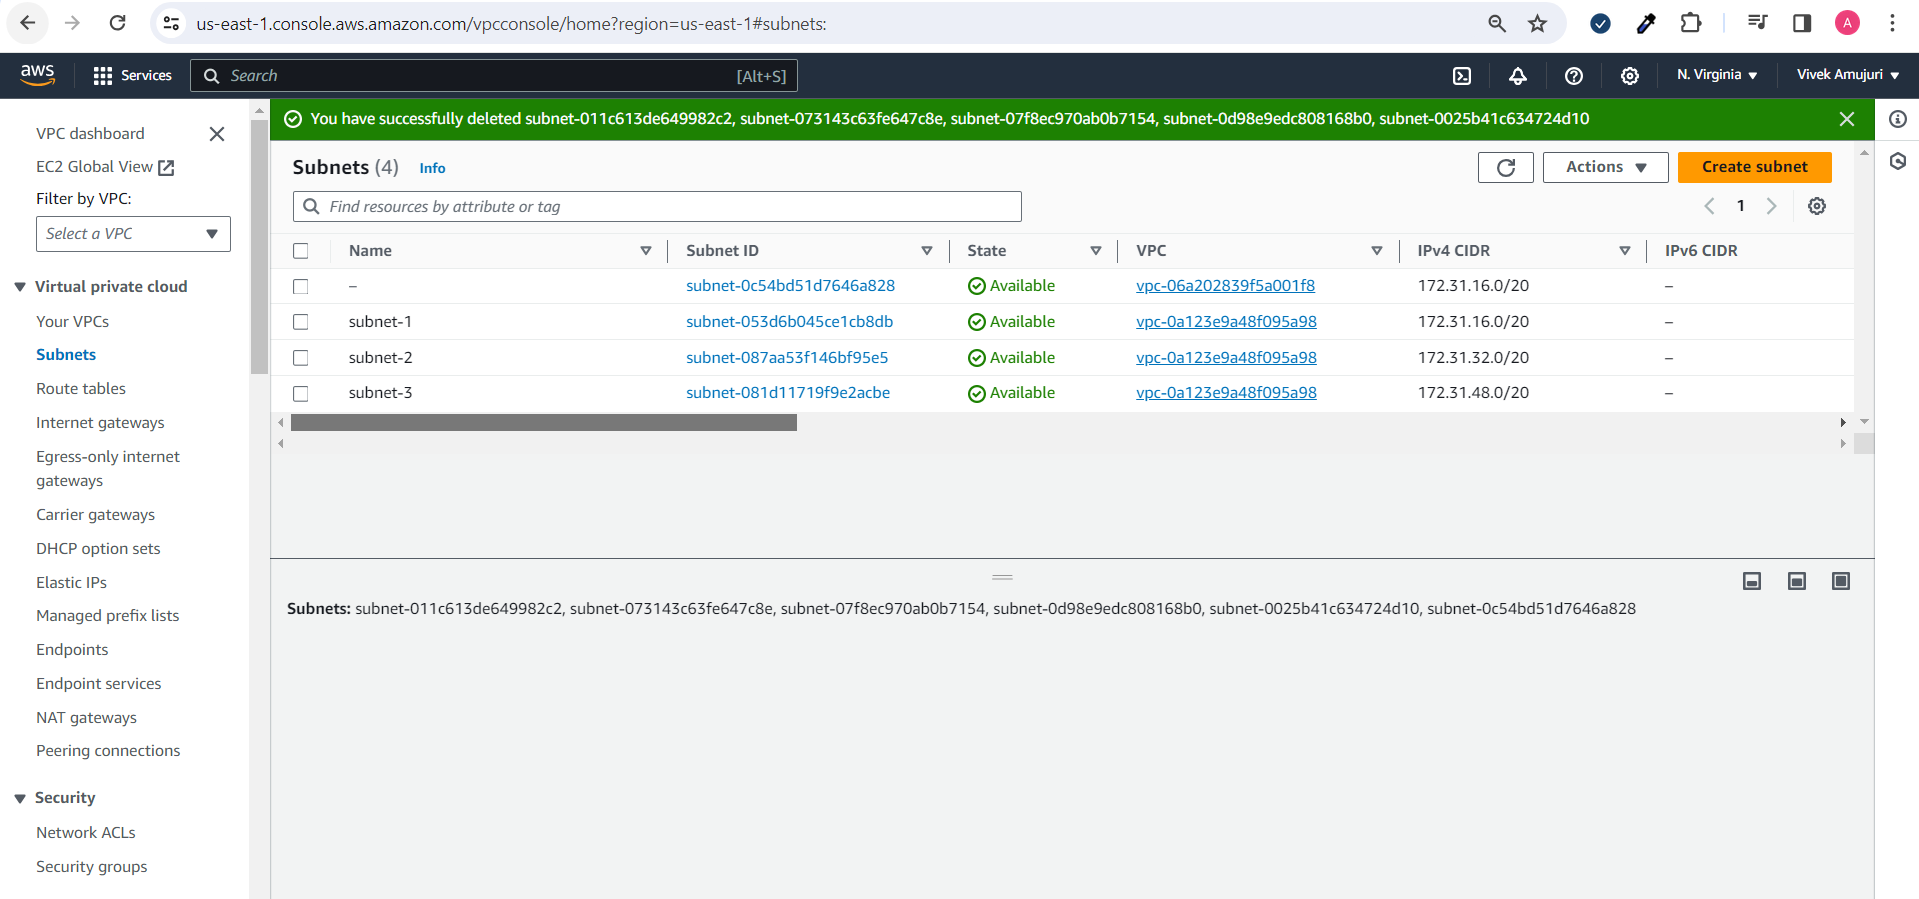 us-east-1.console.aws.amazon.com/vpcconsole/home?region=us-east-1#subnets:
A
aws
Services
Search
[Alt+S]
N. Virginia
Vivek Amujuri
VPC dashboard
EC2 Global View
Filter by VPC:
Select a VPC
Virtual private cloud
Your VPCs
Subnets
Route tables
Internet gateways
Egress-only internet
gateways
Carrier gateways
DHCP option sets
Elastic IPs
Managed prefix lists
Endpoints
Endpoint services
NAT gateways
Peering connections
Security
Network ACLs
Security groups
You have successfully deleted subnet-011c613de649982c2, subnet-073143c63fe647c8e, subnet-07f8ec970ab0b7154, subnet-0d98e9edc808168b0, subnet-0025b41c634724d10
Subnets (4) Info
Actions
Create subnet
Find resources by attribute or tag
1
Name Subnet ID State VPC IPv4 CIDR IPv6 CIDR
– subnet-0c54bd51d7646a828 Available vpc-06a202839f5a001f8 172.31.16.0/20 –
subnet-1 subnet-053d6b045ce1cb8db Available vpc-0a123e9a48f095a98 172.31.16.0/20 –
subnet-2 subnet-087aa53f146bf95e5 Available vpc-0a123e9a48f095a98 172.31.32.0/20 –
subnet-3 subnet-081d11719f9e2acbe Available vpc-0a123e9a48f095a98 172.31.48.0/20 –
Subnets: subnet-011c613de649982c2, subnet-073143c63fe647c8e, subnet-07f8ec970ab0b7154, subnet-0d98e9edc808168b0, subnet-0025b41c634724d10, subnet-0c54bd51d7646a828